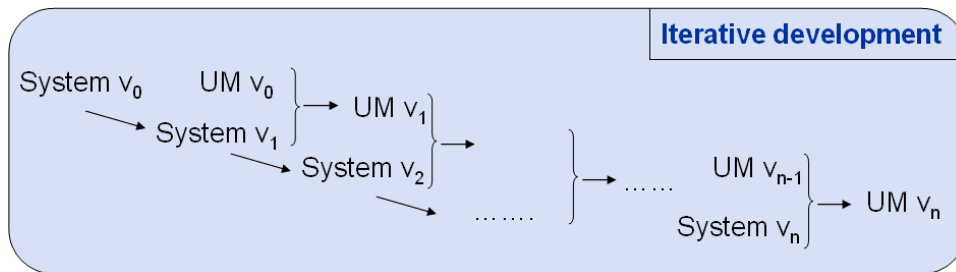 Iterative development
System v₀ UM v₀
UM v₁
System v₁
System v₂ UM vₙ₋₁
...... ....... UM vₙ
System vₙ